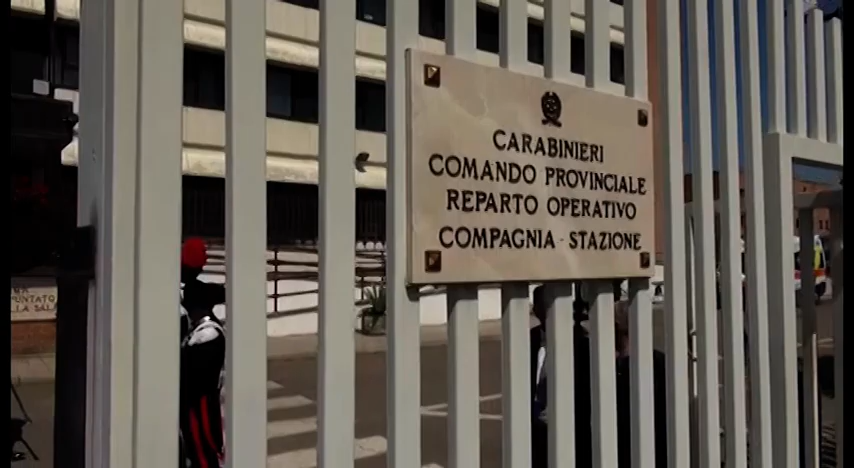 CARABINIERI
COMANDO PROVINCIALE
REPARTO OPERATIVO
COMPAGNIA - STAZIONE